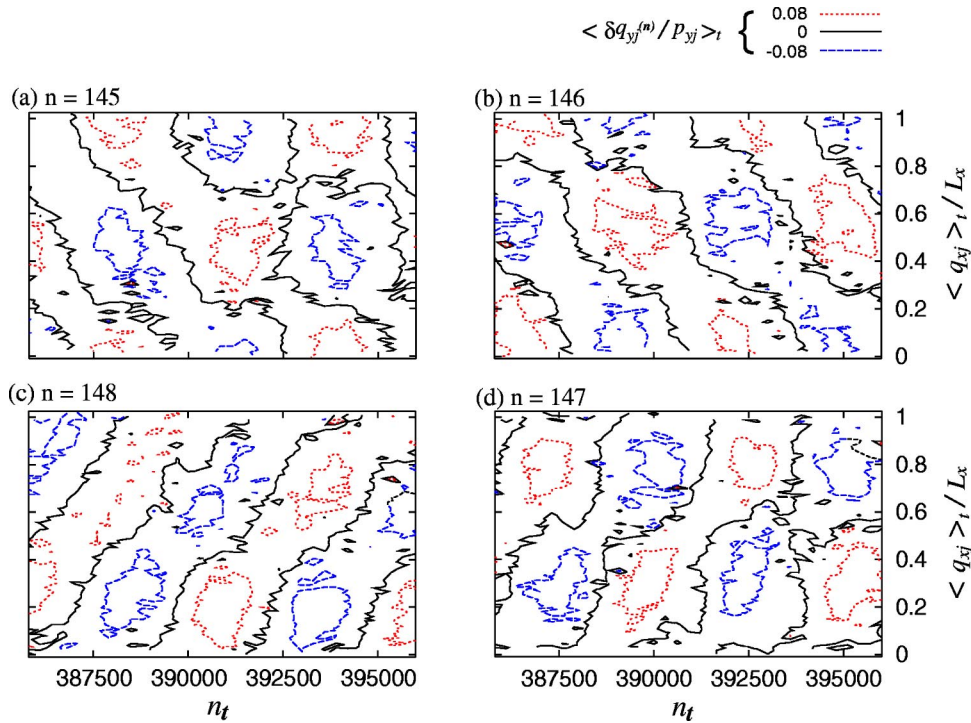 < δq_yj^(n) / p_yj >_t { 0.08
0
-0.08
(a) n = 145
(b) n = 146
1
0.8
0.6
0.4
0.2
0
< q_xj >_t / L_x
(c) n = 148
(d) n = 147
1
0.8
0.6
0.4
0.2
0
< q_xj >_t / L_x
387500 390000 392500 395000
387500 390000 392500 395000
n_t
n_t